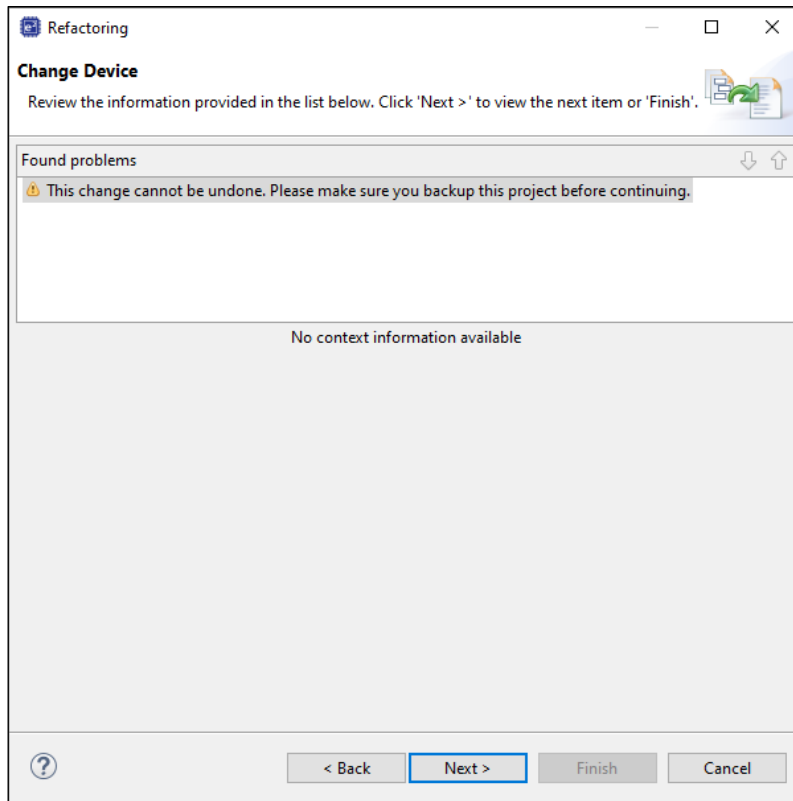 Refactoring
Change Device
Review the information provided in the list below. Click 'Next >' to view the next item or 'Finish'.
Found problems
This change cannot be undone. Please make sure you backup this project before continuing.
No context information available
< Back
Next >
Finish
Cancel